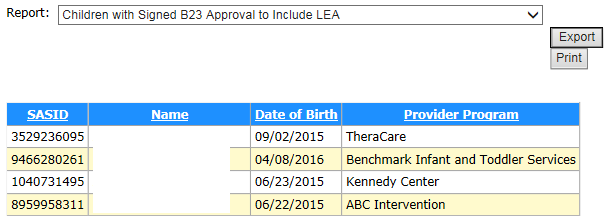 Report: Children with Signed B23 Approval to Include LEA
Export
Print
SASID Name Date of Birth Provider Program
3529236095 09/02/2015 TheraCare
9466280261 04/08/2016 Benchmark Infant and Toddler Services
1040731495 06/23/2015 Kennedy Center
8959958311 06/22/2015 ABC Intervention